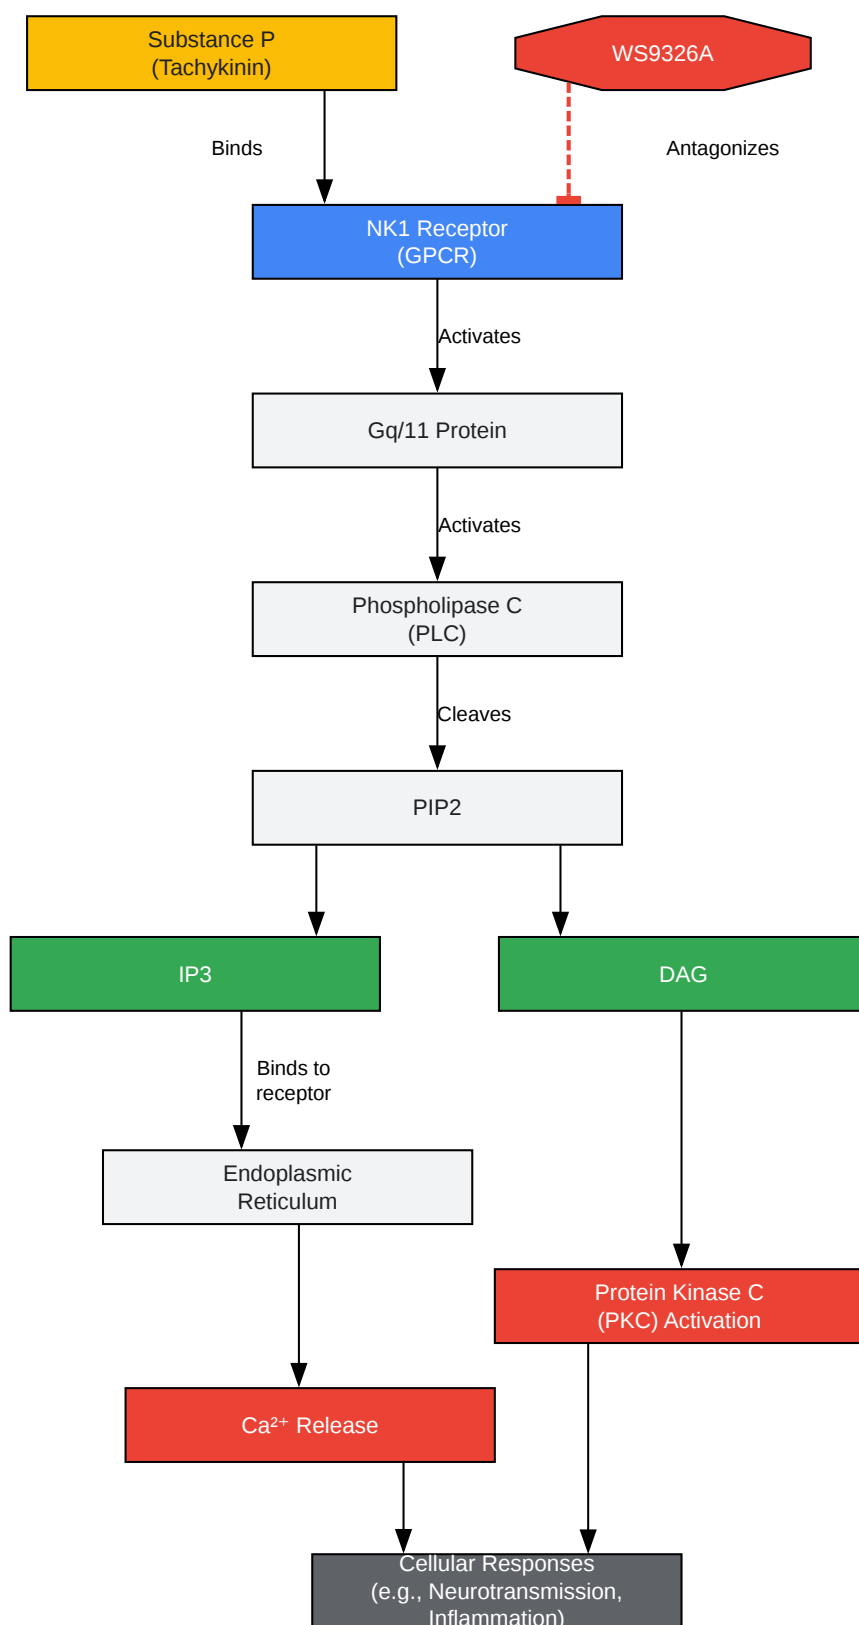 Substance P
(Tachykinin)
WS9326A
Binds
Antagonizes
NK1 Receptor
(GPCR)
Activates
Gq/11 Protein
Activates
Phospholipase C
(PLC)
Cleaves
PIP2
IP3
DAG
Binds to
receptor
Endoplasmic
Reticulum
Protein Kinase C
(PKC) Activation
Ca²⁺ Release
Cellular Responses
(e.g., Neurotransmission,
Inflammation)